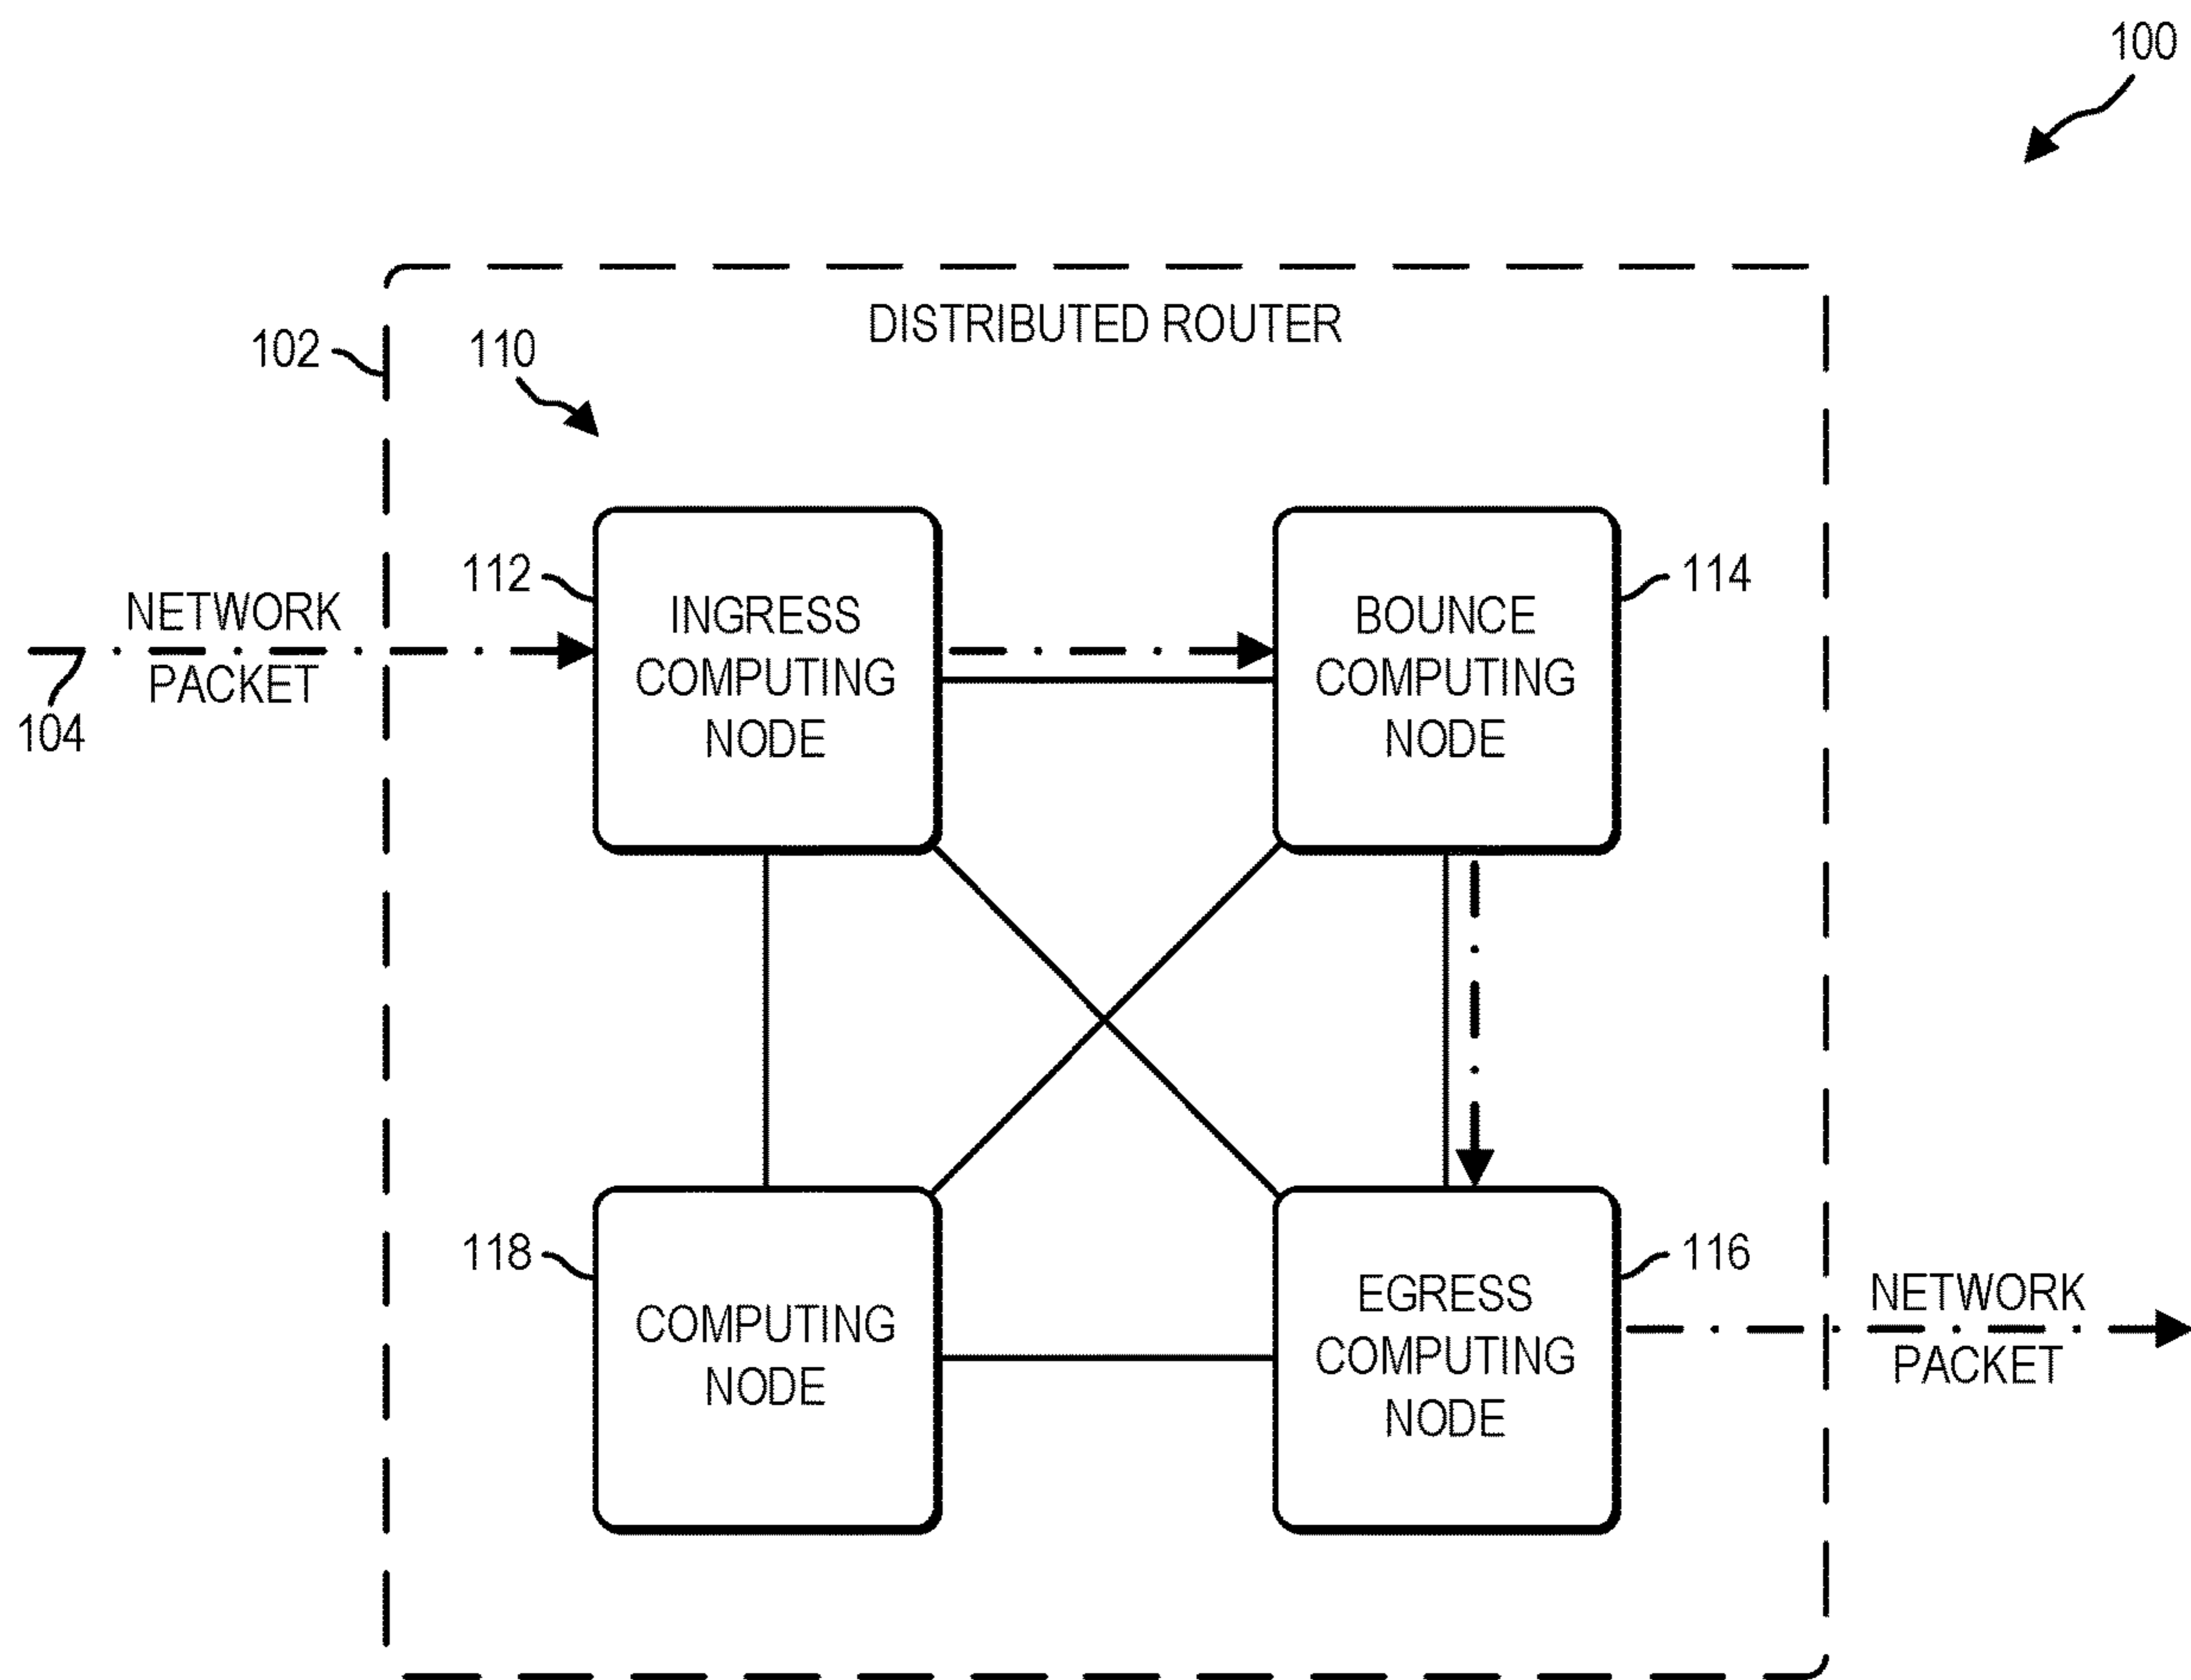 100
DISTRIBUTED ROUTER
102
110
112
INGRESS
COMPUTING
NODE
BOUNCE
COMPUTING
NODE
114
NETWORK
PACKET
104
118
COMPUTING
NODE
EGRESS
COMPUTING
NODE
116
NETWORK
PACKET